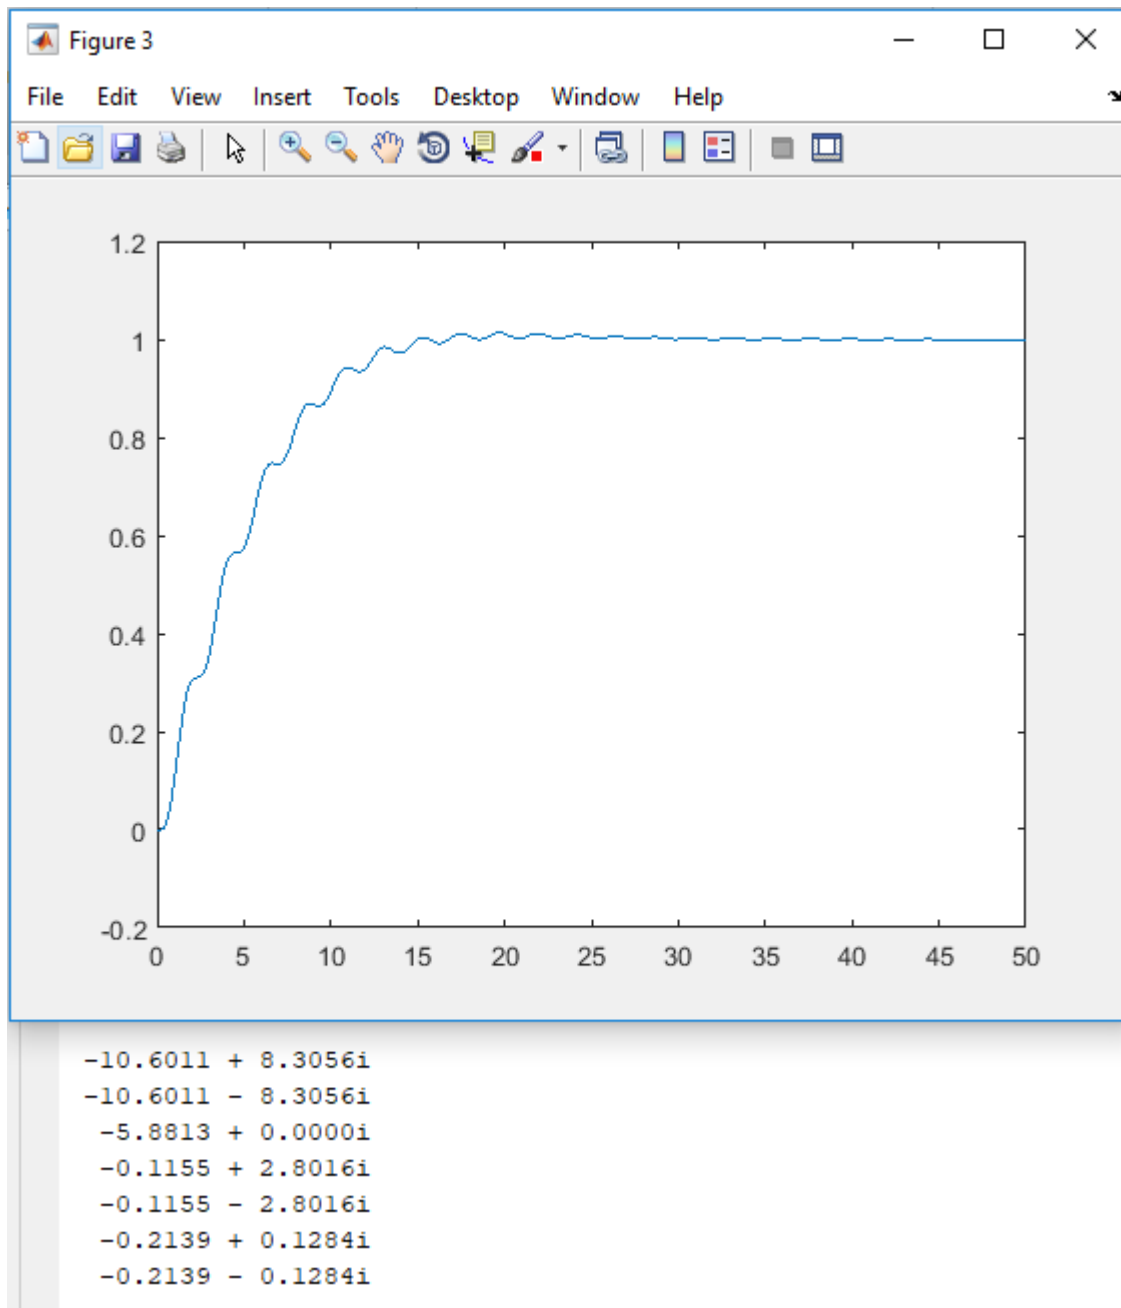 Figure 3
File Edit View Insert Tools Desktop Window Help
1.2
1
0.8
0.6
0.4
0.2
0
-0.2
0 5 10 15 20 25 30 35 40 45 50
-10.6011 + 8.3056i
-10.6011 - 8.3056i
-5.8813 + 0.0000i
-0.1155 + 2.8016i
-0.1155 - 2.8016i
-0.2139 + 0.1284i
-0.2139 - 0.1284i